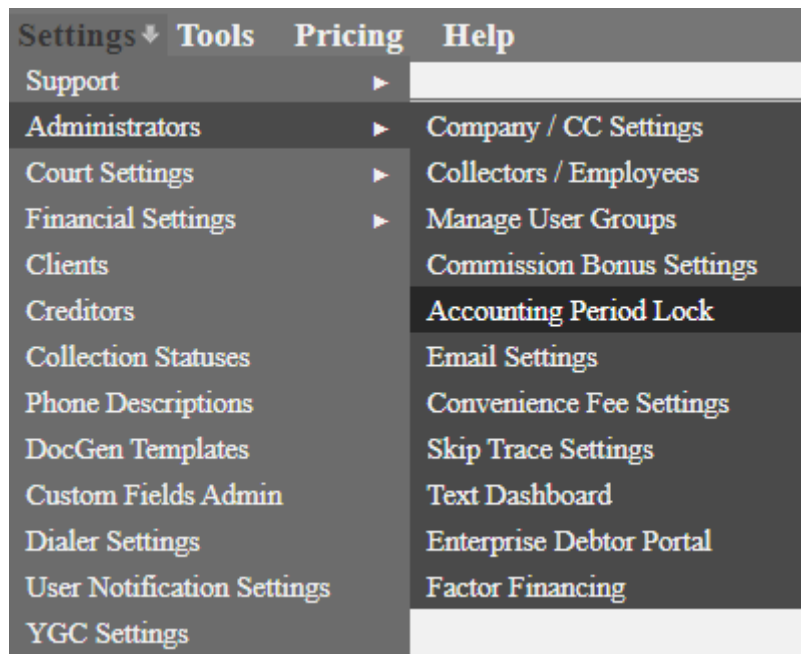 Settings Tools Pricing Help
Support
Administrators
Court Settings
Financial Settings
Clients
Creditors
Collection Statuses
Phone Descriptions
DocGen Templates
Custom Fields Admin
Dialer Settings
User Notification Settings
YGC Settings
Company / CC Settings
Collectors / Employees
Manage User Groups
Commission Bonus Settings
Accounting Period Lock
Email Settings
Convenience Fee Settings
Skip Trace Settings
Text Dashboard
Enterprise Debtor Portal
Factor Financing